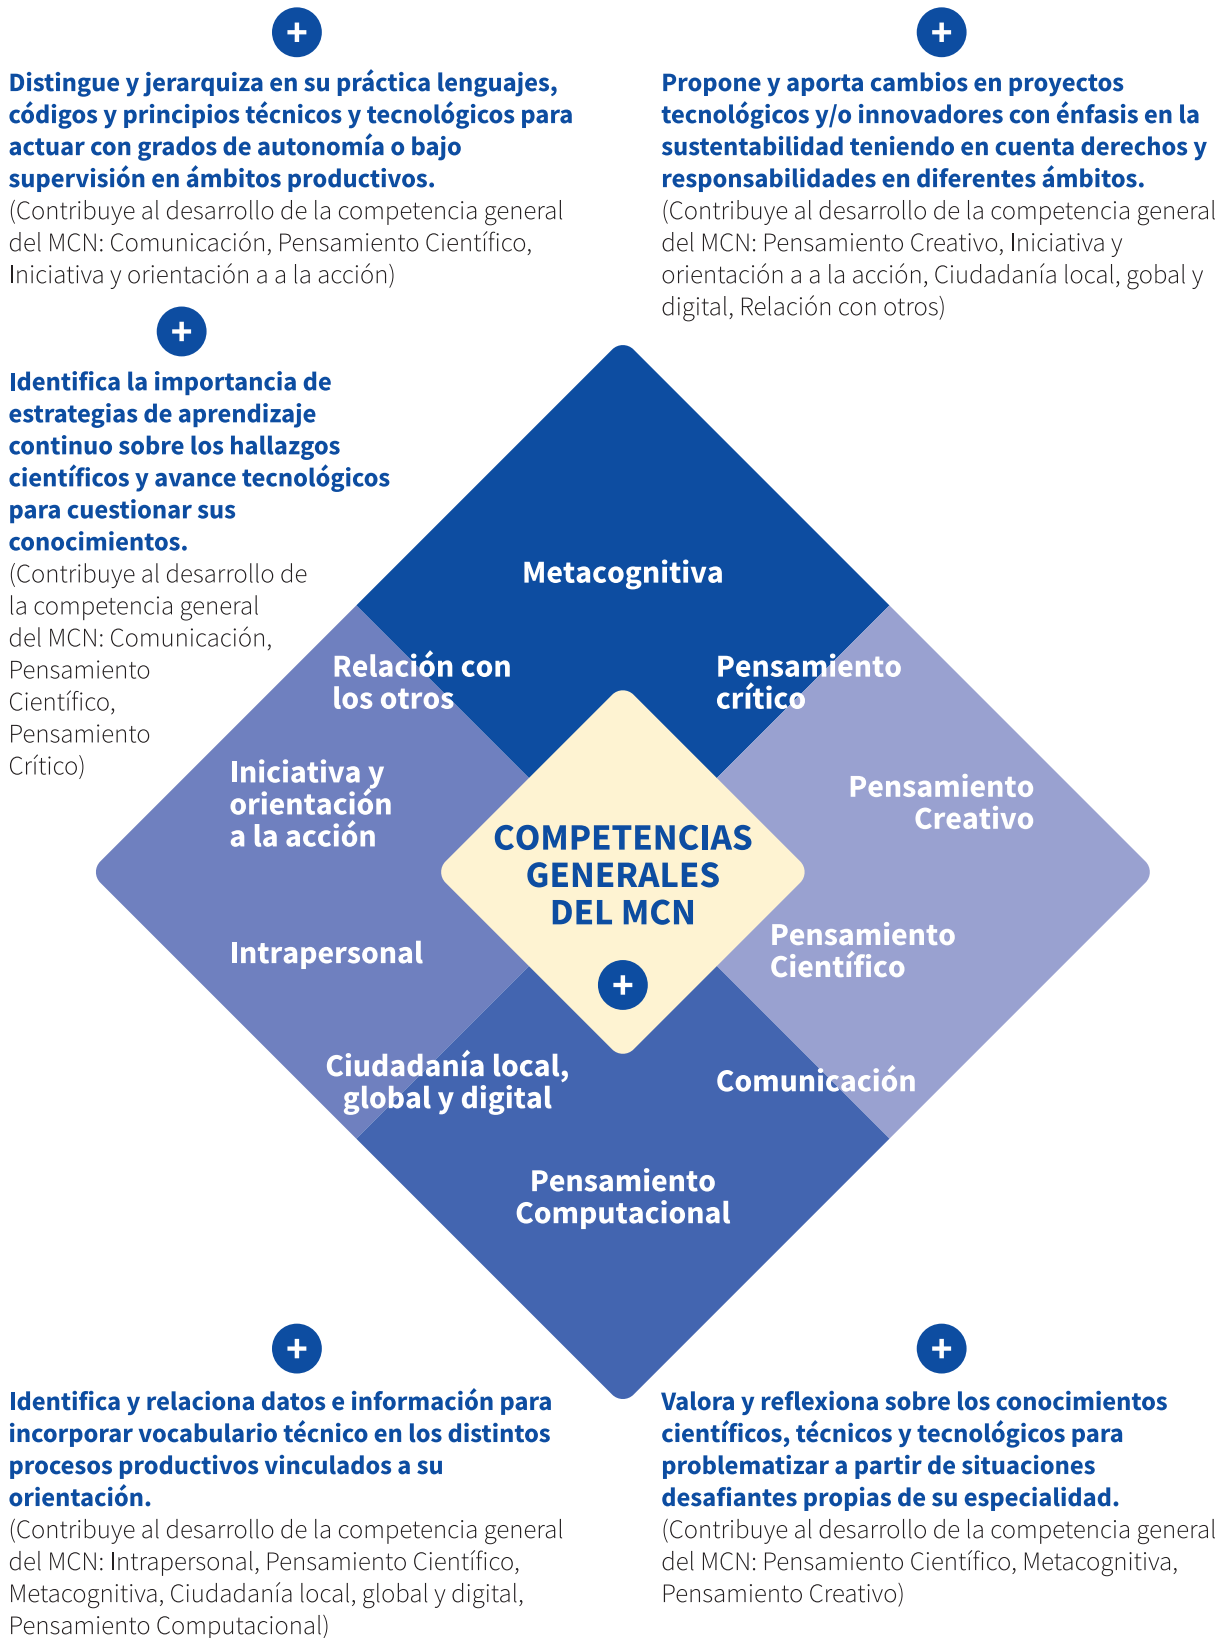 +
Distingue y jerarquiza en su práctica lenguajes,
códigos y principios técnicos y tecnológicos para
actuar con grados de autonomía o bajo
supervisión en ámbitos productivos.
(Contribuye al desarrollo de la competencia general
del MCN: Comunicación, Pensamiento Científico,
Iniciativa y orientación a a la acción)
+
Propone y aporta cambios en proyectos
tecnológicos y/o innovadores con énfasis en la
sustentabilidad teniendo en cuenta derechos y
responsabilidades en diferentes ámbitos.
(Contribuye al desarrollo de la competencia general
del MCN: Pensamiento Creativo, Iniciativa y
orientación a a la acción, Ciudadanía local, gobal y
digital, Relación con otros)
+
Identifica la importancia de
estrategias de aprendizaje
continuo sobre los hallazgos
científicos y avance tecnológicos
para cuestionar sus
conocimientos.
(Contribuye al desarrollo de
la competencia general
del MCN: Comunicación,
Pensamiento
Científico,
Pensamiento
Crítico)
Metacognitiva
Relación con
los otros
Pensamiento
crítico
Iniciativa y
orientación
a la acción
Pensamiento
Creativo
COMPETENCIAS
GENERALES
DEL MCN
+
Intrapersonal
Pensamiento
Científico
Ciudadanía local,
global y digital
Comunicación
Pensamiento
Computacional
+
Identifica y relaciona datos e información para
incorporar vocabulario técnico en los distintos
procesos productivos vinculados a su
orientación.
(Contribuye al desarrollo de la competencia general
del MCN: Intrapersonal, Pensamiento Científico,
Metacognitiva, Ciudadanía local, global y digital,
Pensamiento Computacional)
+
Valora y reflexiona sobre los conocimientos
científicos, técnicos y tecnológicos para
problematizar a partir de situaciones
desafiantes propias de su especialidad.
(Contribuye al desarrollo de la competencia general
del MCN: Pensamiento Científico, Metacognitiva,
Pensamiento Creativo)